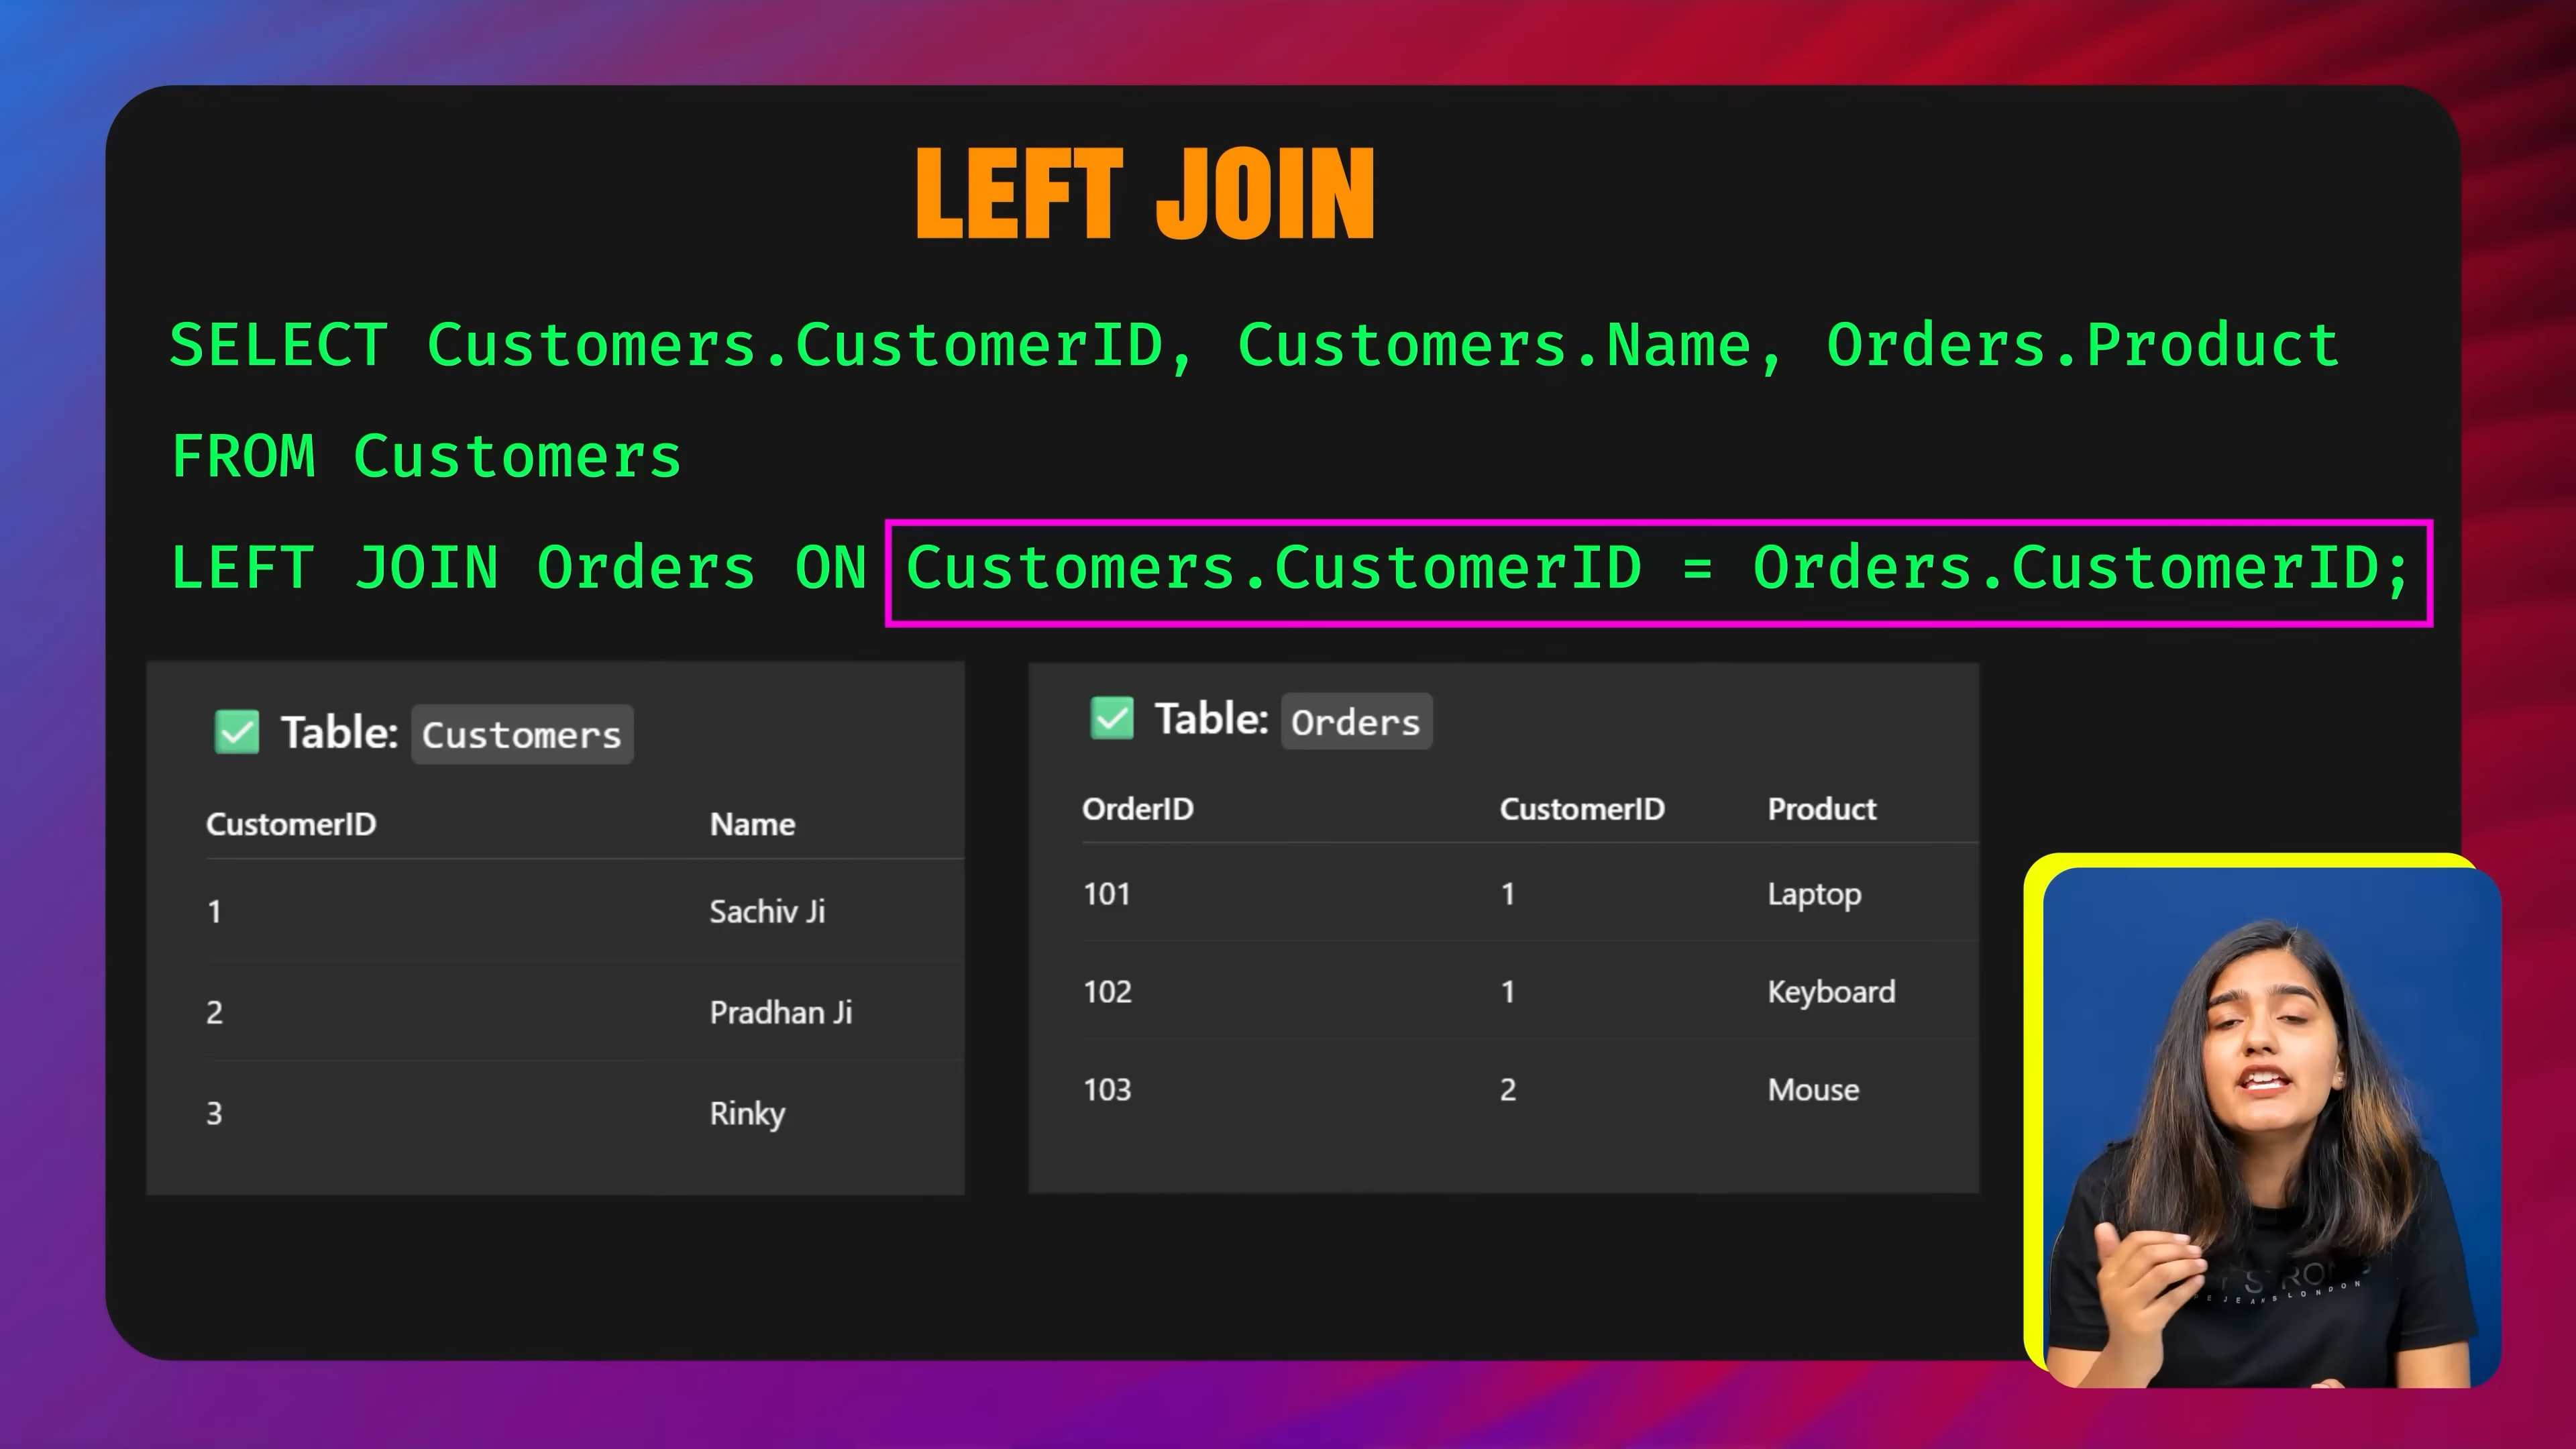 LEFT JOIN
SELECT Customers.CustomerID, Customers.Name, Orders.Product
FROM Customers
LEFT JOIN Orders ON Customers.CustomerID = Orders.CustomerID;
Table: Customers
CustomerID Name
1 Sachiv Ji
2 Pradhan Ji
3 Rinky
Table: Orders
OrderID CustomerID Product
101 1 Laptop
102 1 Keyboard
103 2 Mouse
JEANS LONDON